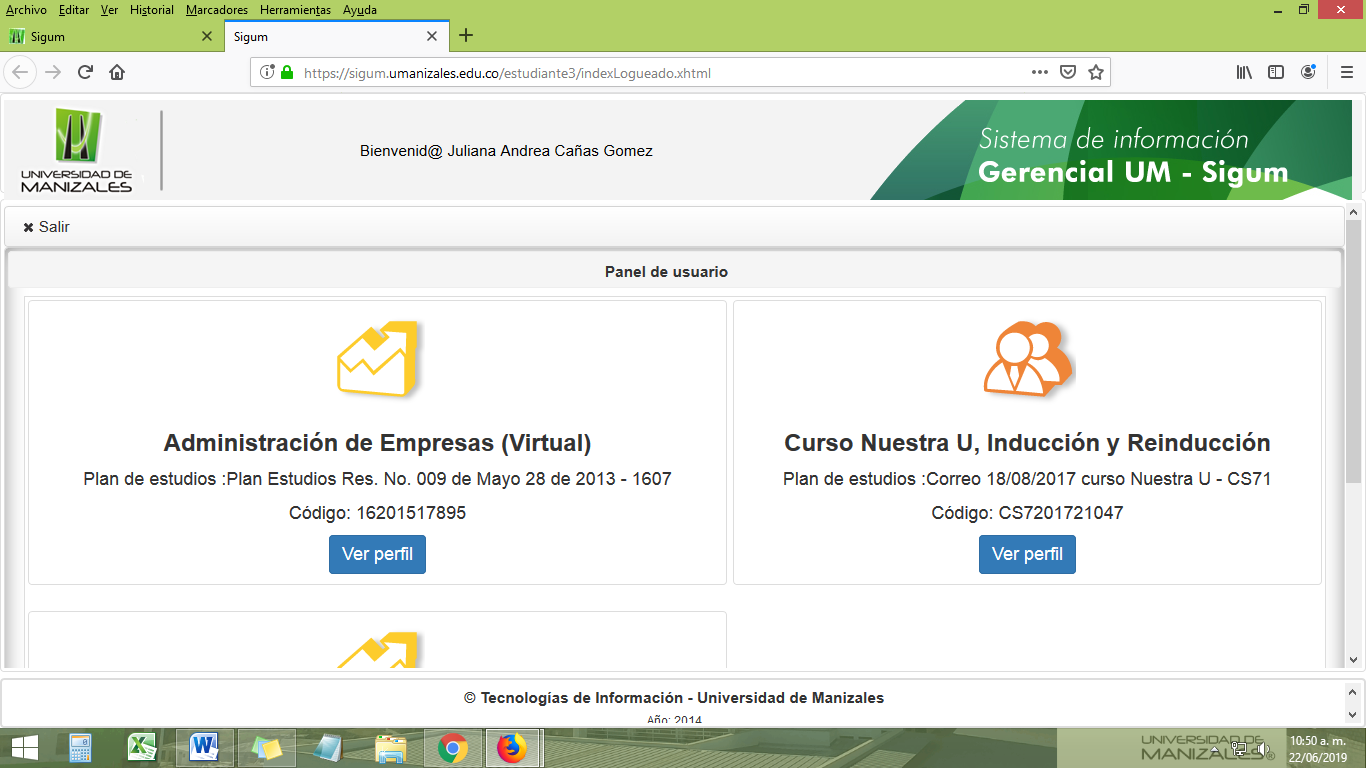 Archivo Editar Ver Historial Marcadores Herramientas Ayuda
Sigum
Sigum
https://sigum.umanizales.edu.co/estudiante3/indexLogueado.xhtml
UNIVERSIDAD DE
MANIZALES
Bienvenid@ Juliana Andrea Cañas Gomez
Sistema de información
Gerencial UM - Sigum
Salir
Panel de usuario
Administración de Empresas (Virtual)
Plan de estudios :Plan Estudios Res. No. 009 de Mayo 28 de 2013 - 1607
Código: 16201517895
Ver perfil
Curso Nuestra U, Inducción y Reinducción
Plan de estudios :Correo 18/08/2017 curso Nuestra U - CS71
Código: CS7201721047
Ver perfil
© Tecnologías de Información - Universidad de Manizales
Año: 2014
UNIVERSIDAD DE
MANIZALES®
10:50 a. m.
22/06/2019